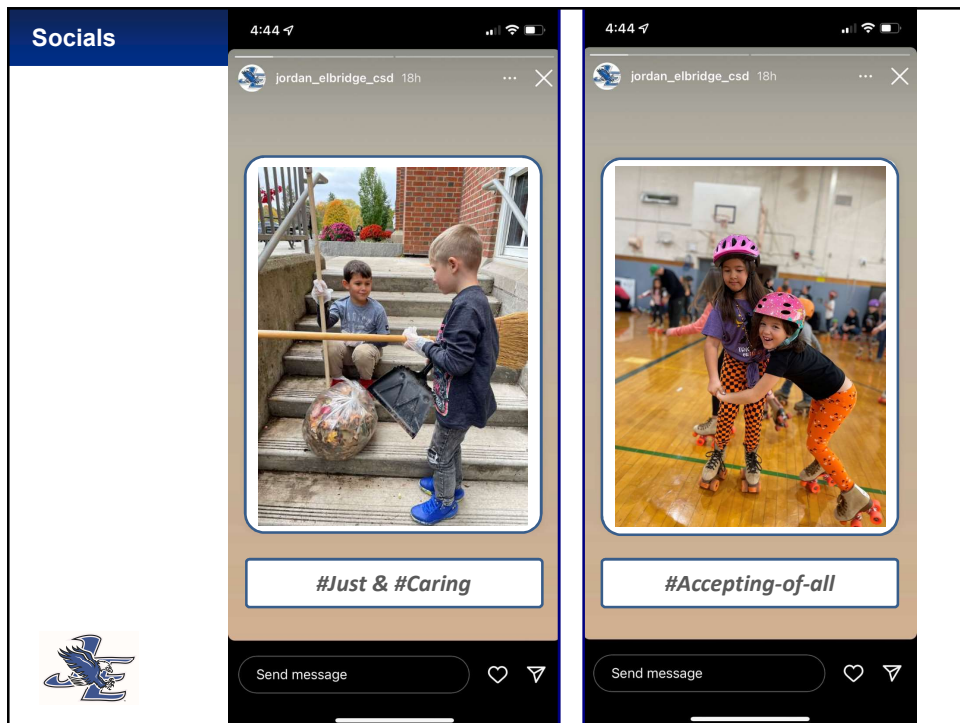 Socials
4:44
jordan_elbridge_csd 18h
#Just & #Caring
Send message
4:44
jordan_elbridge_csd 18h
#Accepting-of-all
Send message